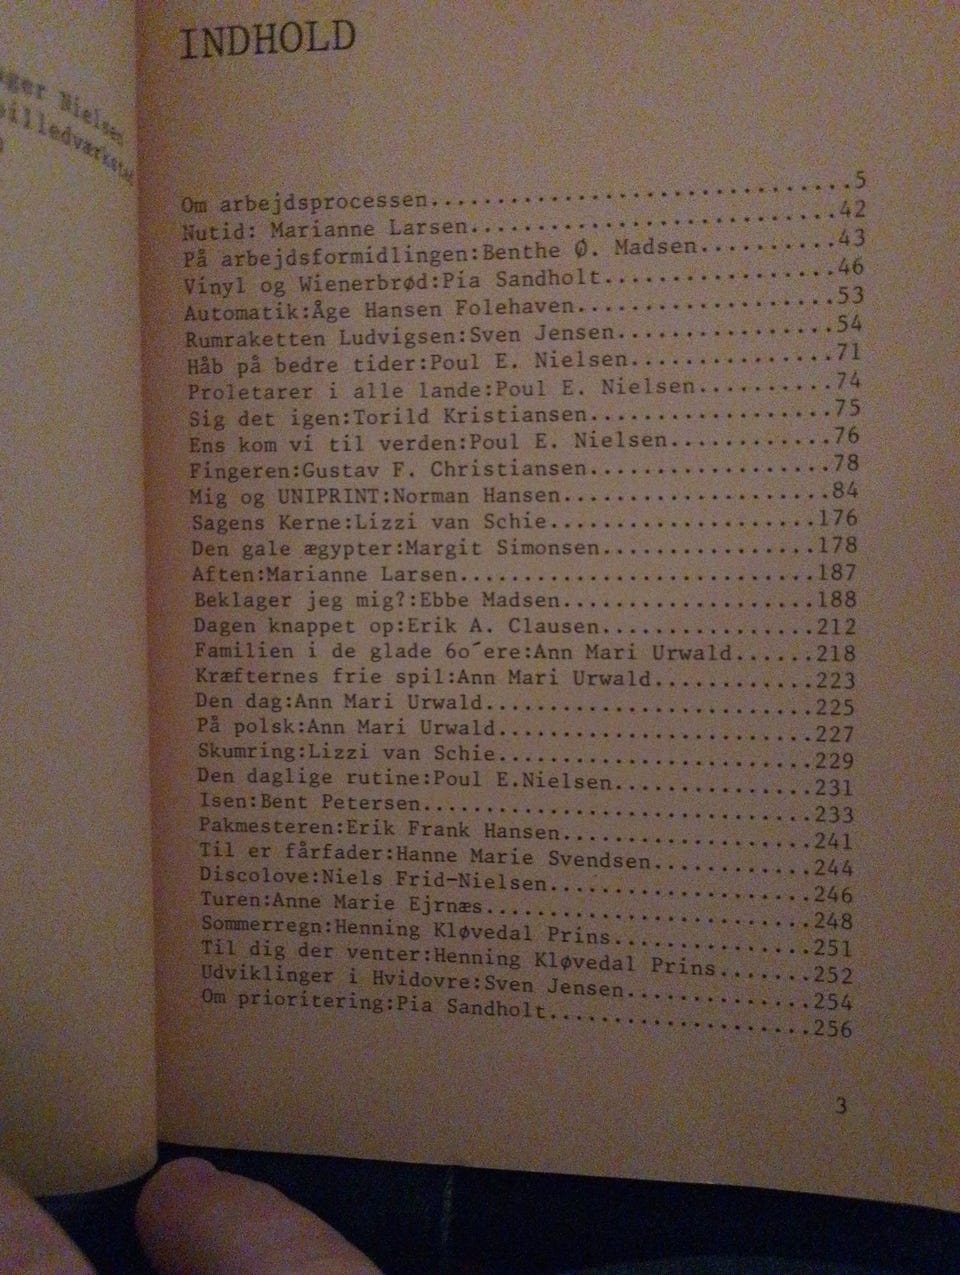 Nielsen
INDHOLD
Om arbejdsprocessen................................5
Nutid: Marianne Larsen............................42
På arbejdsformidlingen:Benthe Ø. Madsen..........43
Vinyl og Wienerbrød:Pia Sandholt..................46
Automatik:Åge Hansen Folehaven....................53
Rumraketten Ludvigsen:Sven Jensen.................54
Håb på bedre tider:Poul E. Nielsen................71
Proletarer i alle lande:Poul E. Nielsen..........74
Sig det igen:Torild Kristiansen...................75
Ens kom vi til verden:Poul E. Nielsen............76
Fingeren:Gustav F. Christiansen...................78
Mig og UNIPRINT:Norman Hansen.....................84
Sagens Kerne:Lizzi van Schie.....................176
Den gale ægypter:Margit Simonsen................178
Aften:Marianne Larsen............................187
Beklager jeg mig?:Ebbe Madsen....................188
Dagen knappet op:Erik A. Clausen................212
Familien i de glade 6o´ere:Ann Mari Urwald......218
Kræfternes frie spil:Ann Mari Urwald............223
Den dag:Ann Mari Urwald..........................225
På polsk:Ann Mari Urwald.........................227
Skumring:Lizzi van Schie.........................229
Den daglige rutine:Poul E.Nielsen................231
Isen:Bent Petersen...............................233
Pakmesteren:Erik Frank Hansen....................241
Til er fårfader:Hanne Marie Svendsen............244
Discolove:Niels Frid-Nielsen.....................246
Turen:Anne Marie Ejrnæs..........................248
Sommerregn:Henning Kløvedal Prins................251
Til dig der venter:Henning Kløvedal Prins.......252
Udviklinger i Hvidovre:Sven Jensen...............254
Om prioritering:Pia Sandholt.....................256
3